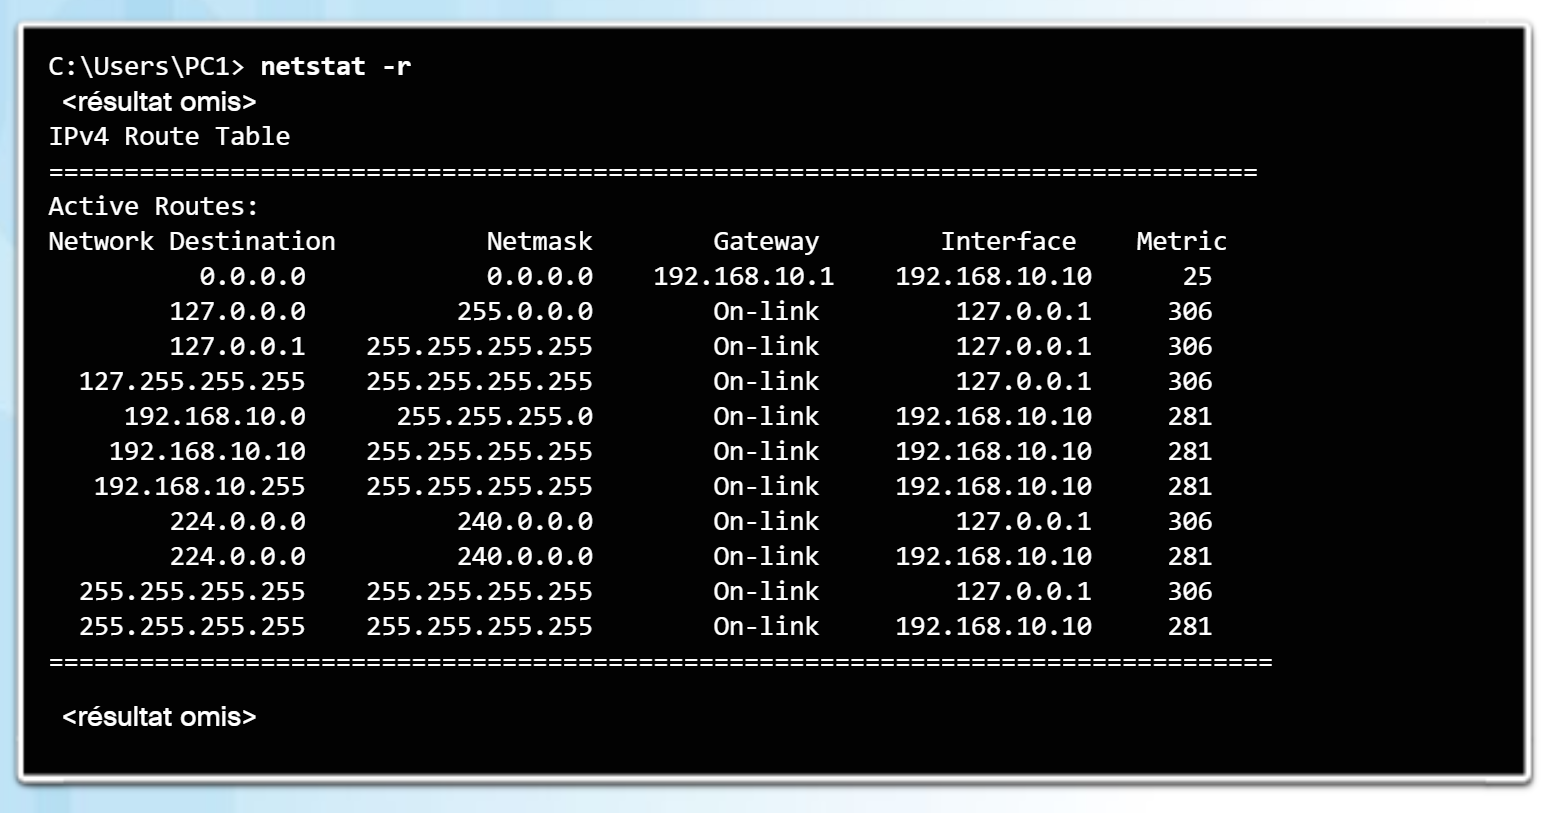 C:\Users\PC1> netstat -r
<résultat omis>
IPv4 Route Table
================================================================================
Active Routes:
Network Destination          Netmask        Gateway        Interface    Metric
          0.0.0.0            0.0.0.0    192.168.10.1    192.168.10.10      25
        127.0.0.0          255.0.0.0        On-link         127.0.0.1     306
        127.0.0.1    255.255.255.255        On-link         127.0.0.1     306
  127.255.255.255    255.255.255.255        On-link         127.0.0.1     306
     192.168.10.0      255.255.255.0        On-link     192.168.10.10     281
    192.168.10.10    255.255.255.255        On-link     192.168.10.10     281
   192.168.10.255    255.255.255.255        On-link     192.168.10.10     281
        224.0.0.0          240.0.0.0        On-link         127.0.0.1     306
        224.0.0.0          240.0.0.0        On-link     192.168.10.10     281
  255.255.255.255    255.255.255.255        On-link         127.0.0.1     306
  255.255.255.255    255.255.255.255        On-link     192.168.10.10     281
=================================================================================
<résultat omis>